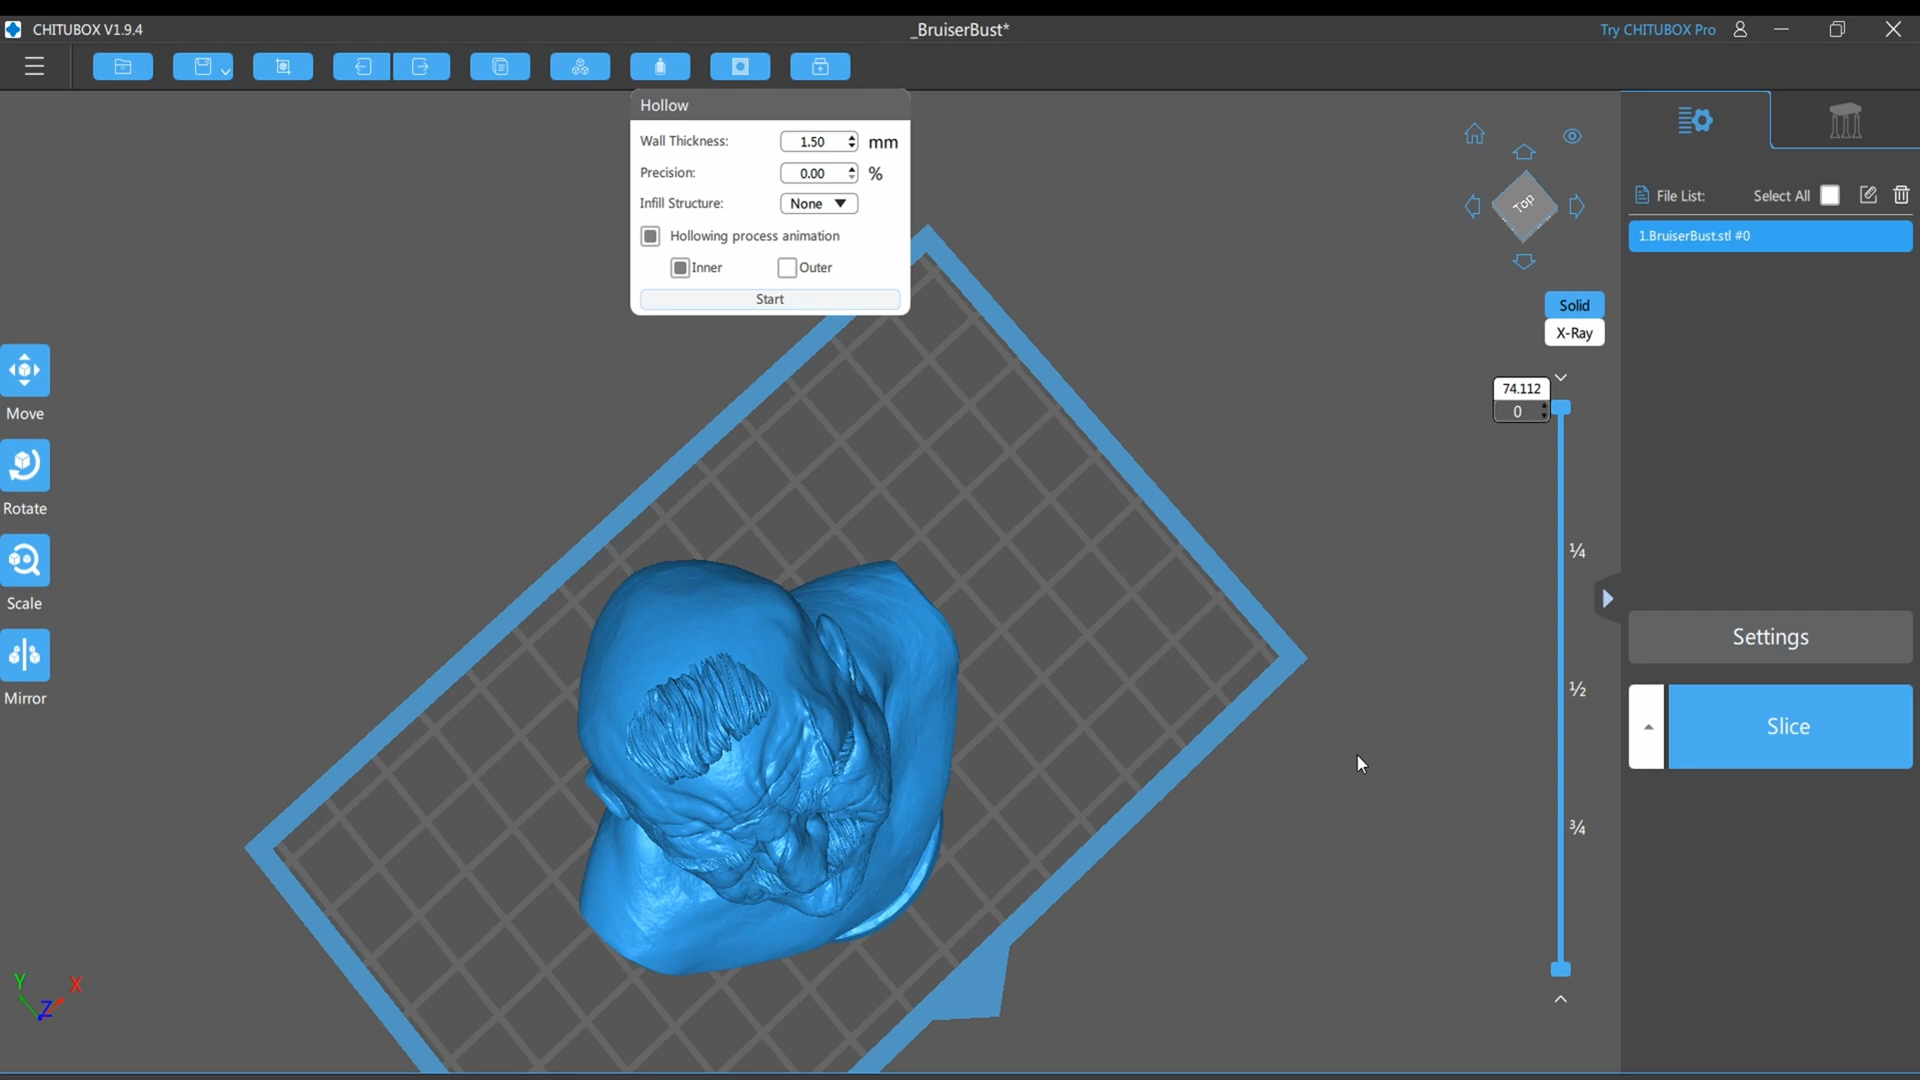 CHITUBOX V1.9.4
_BruiserBust*
Try CHITUBOX Pro
Hollow
Wall Thickness: 1.50 mm
Precision: 0.00 %
Infill Structure: None
Hollowing process animation
Inner Outer
Start
Top
Solid
X-Ray
74.112
0
¼
½
¾
Move
Rotate
Scale
Mirror
Y X
Z
File List: Select All
1.BruiserBust.stl #0
Settings
Slice